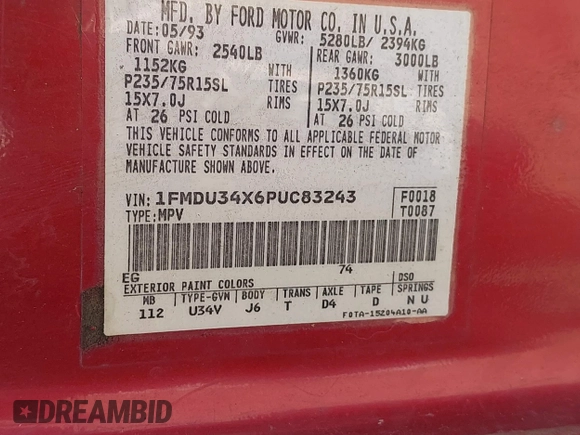 MFD. BY FORD MOTOR CO. IN U.S.A.
DATE: 05/93 GVWR: 5280LB/ 2394KG
FRONT GAWR: 2540LB REAR GAWR: 3000LB
1152KG WITH 1360KG WITH
P235/75R15SL TIRES P235/75R15SL TIRES
15X7.0J RIMS 15X7.0J RIMS
AT 26 PSI COLD AT 26 PSI COLD
THIS VEHICLE CONFORMS TO ALL APPLICABLE FEDERAL MOTOR
VEHICLE SAFETY STANDARDS IN EFFECT ON THE DATE OF
MANUFACTURE SHOWN ABOVE.
VIN: 1FMDU34X6PUC83243 F0018
TYPE: MPV T0087
EG 74
EXTERIOR PAINT COLORS DSO
WB TYPE-GVW BODY TRANS AXLE TAPE SPRINGS
112 U34V J6 T D4 D N U
F0TA-15Z04A10-AA
DREAMBID